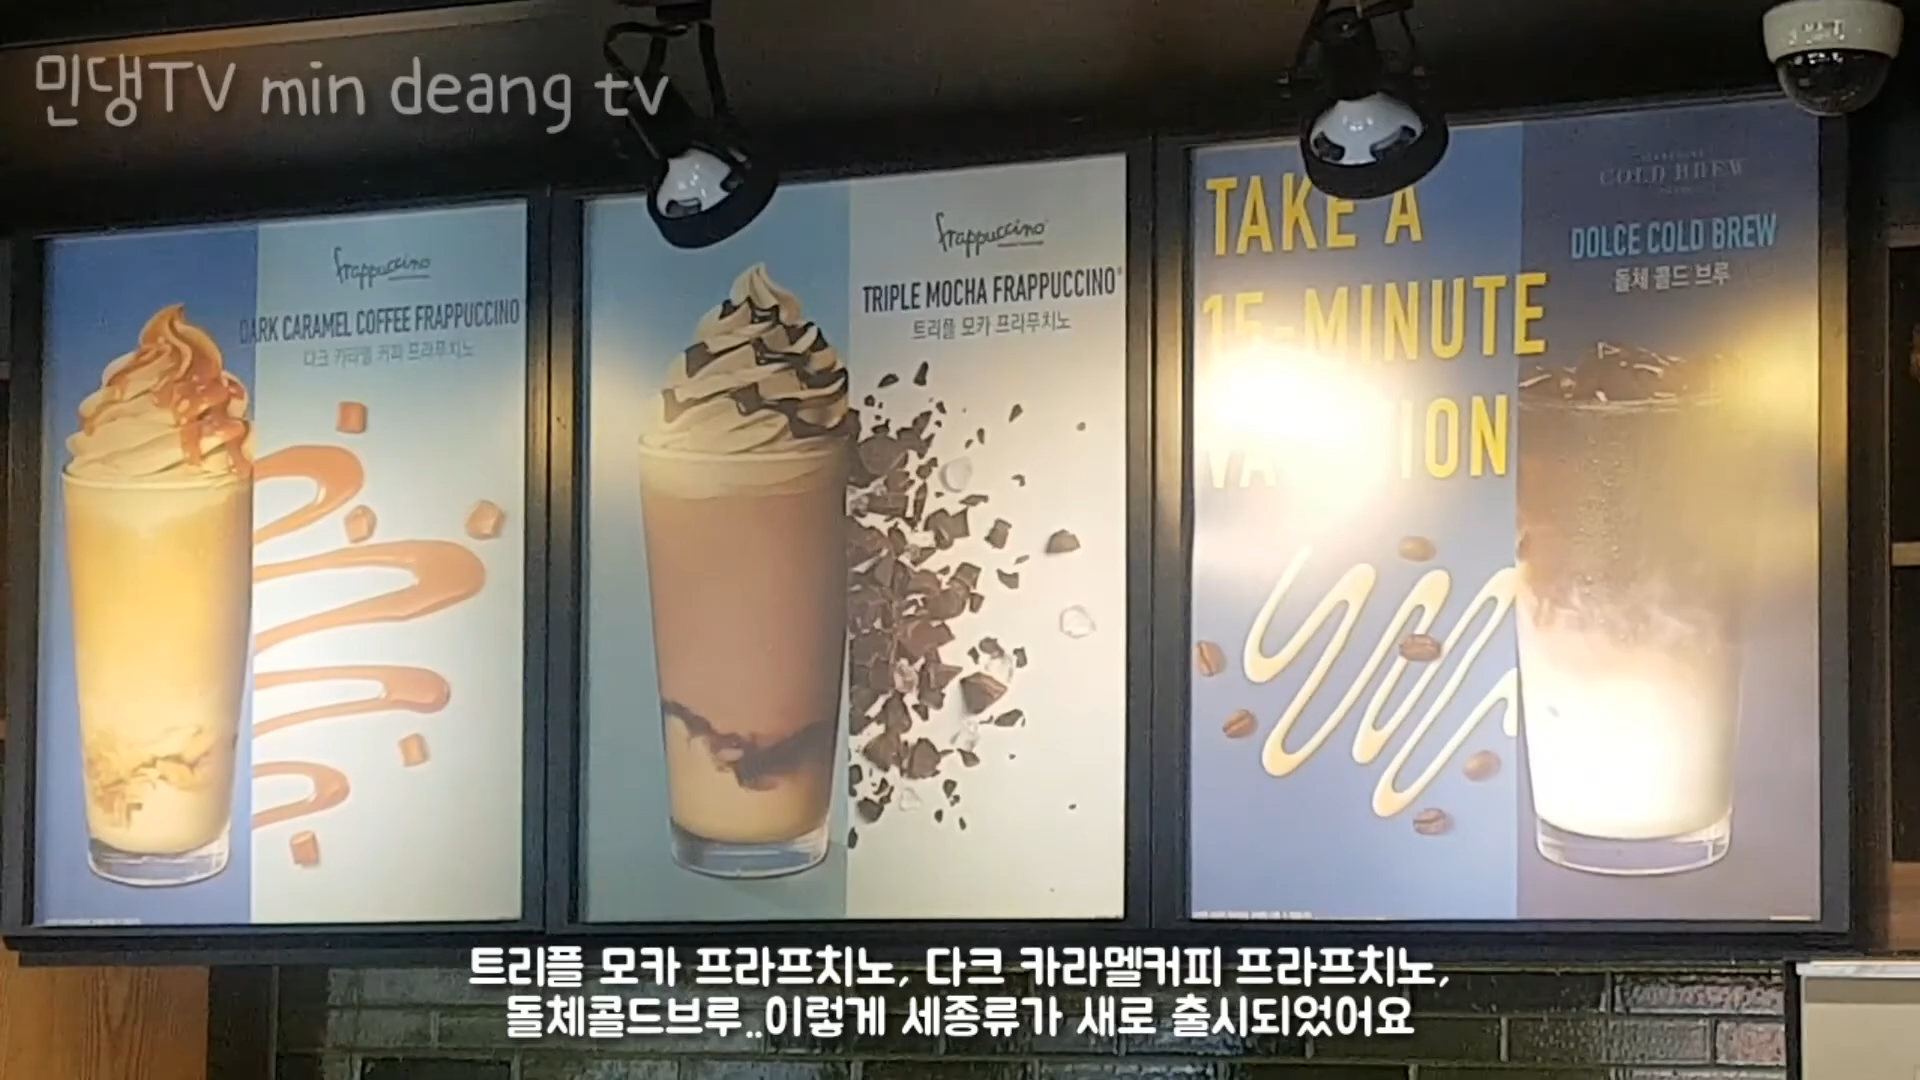 민댕TV min deang tv
frappuccino
DARK CARAMEL COFFEE FRAPPUCCINO
다크 카라멜 커피 프라푸치노
frappuccino
TRIPLE MOCHA FRAPPUCCINO
트리플 모카 프라푸치노
TAKE A
15-MINUTE
COLD BREW
DOLCE COLD BREW
돌체 콜드 브루
트리플 모카 프라프치노, 다크 카라멜커피 프라프치노,
돌체콜드브루..이렇게 세종류가 새로 출시되었어요